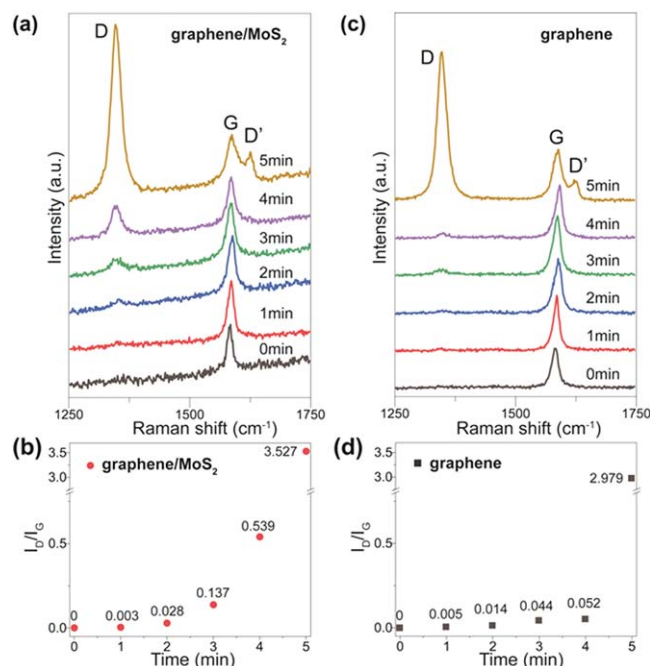 (a)
graphene/MoS₂
D
G
D'
5min
4min
3min
2min
1min
0min
Intensity (a.u.)
1250 1500 1750
Raman shift (cm⁻¹)
(c)
graphene
D
G
D'
5min
4min
3min
2min
1min
0min
Intensity (a.u.)
1250 1500 1750
Raman shift (cm⁻¹)
(b)
graphene/MoS₂
3.5
3.0
0.5
0.0
I_D/I_G
0 0.003 0.028 0.137 0.539 3.527
0 1 2 3 4 5
Time (min)
(d)
graphene
3.5
3.0
0.5
0.0
I_D/I_G
0 0.005 0.014 0.044 0.052 2.979
0 1 2 3 4 5
Time (min)